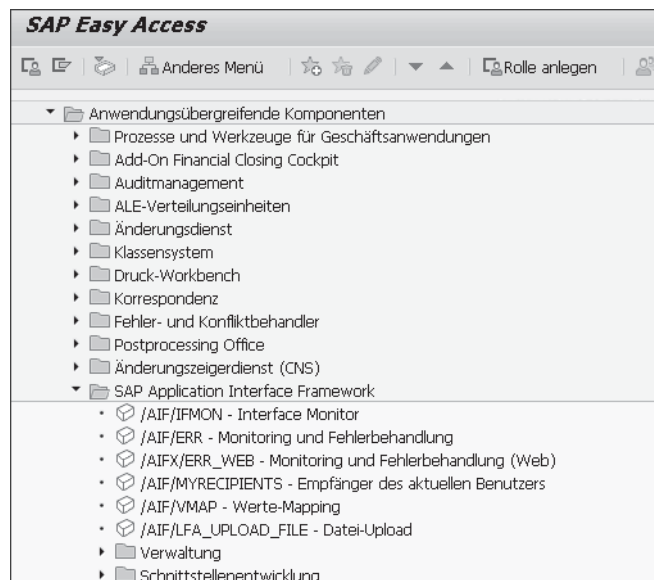 SAP Easy Access
Anderes Menü Rolle anlegen
Anwendungsübergreifende Komponenten
Prozesse und Werkzeuge für Geschäftsanwendungen
Add-On Financial Closing Cockpit
Auditmanagement
ALE-Verteilungseinheiten
Änderungsdienst
Klassensystem
Druck-Workbench
Korrespondenz
Fehler- und Konfliktbehandler
Postprocessing Office
Änderungszeigerdienst (CNS)
SAP Application Interface Framework
/AIF/IFMON - Interface Monitor
/AIF/ERR - Monitoring und Fehlerbehandlung
/AIFX/ERR_WEB - Monitoring und Fehlerbehandlung (Web)
/AIF/MYRECIPIENTS - Empfänger des aktuellen Benutzers
/AIF/VMAP - Werte-Mapping
/AIF/LFA_UPLOAD_FILE - Datei-Upload
Verwaltung
Schnittstellenentwicklung